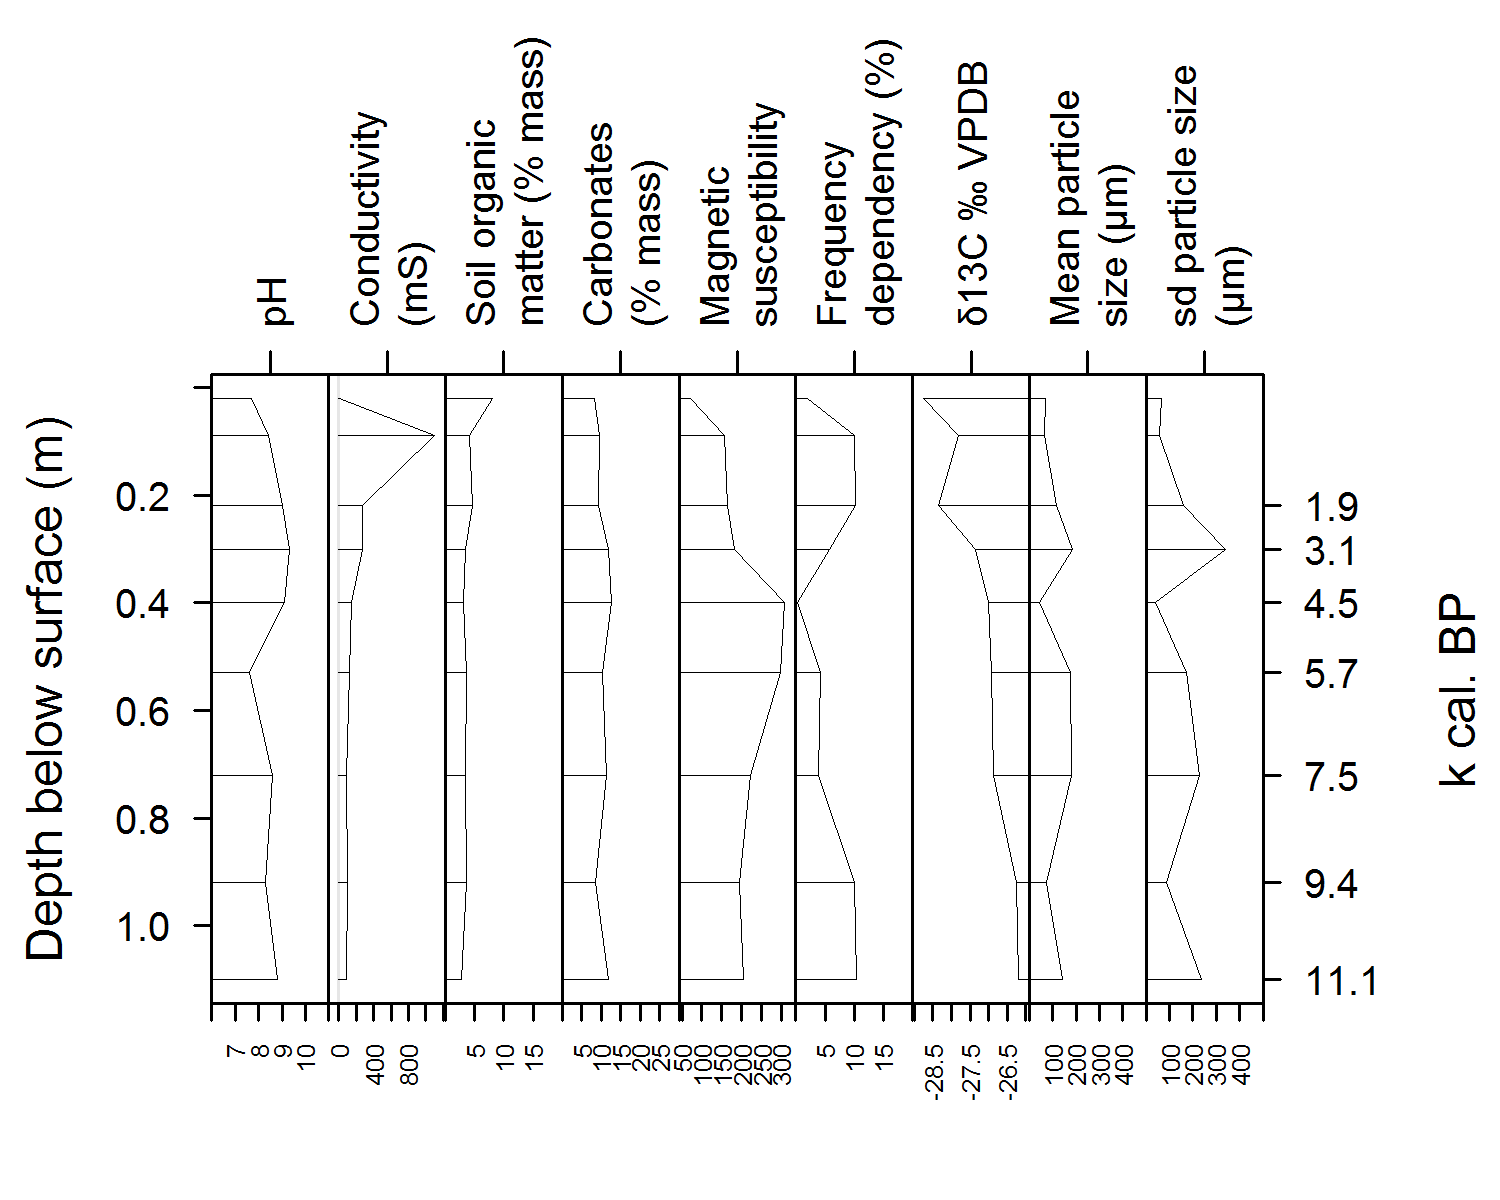 pH
Conductivity
(mS)
Soil organic
matter (% mass)
Carbonates
(% mass)
Magnetic
susceptibility
Frequency
dependency (%)
δ13C ‰ VPDB
Mean particle
size (μm)
sd particle size
(μm)
Depth below surface (m)
0.2
0.4
0.6
0.8
1.0
1.9
3.1
4.5
5.7
7.5
9.4
11.1
k cal. BP
7 8 9 10
0 400 800
5 10 15
5 10 15 20 25
50 100 150 200 250 300
5 10 15
-28.5 -27.5 -26.5
100 200 300 400
100 200 300 400